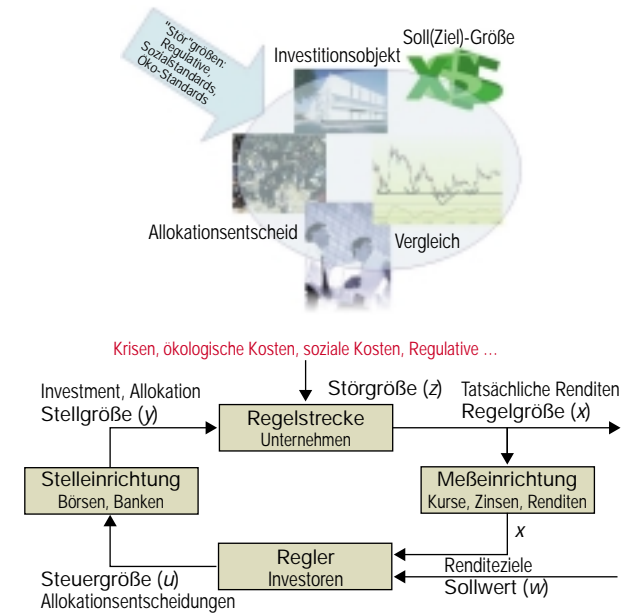 "Stör"größen:
Regulative,
Sozialstandards,
Öko-Standards
Soll(Ziel)-Größe
Investitionsobjekt
Allokationsentscheid
Vergleich
Krisen, ökologische Kosten, soziale Kosten, Regulative ...
Investment, Allokation
Stellgröße (y)
Störgröße (z)
Tatsächliche Renditen
Regelgröße (x)
Regelstrecke
Unternehmen
Stelleinrichtung
Börsen, Banken
Meßeinrichtung
Kurse, Zinsen, Renditen
x
Regler
Investoren
Renditeziele
Sollwert (w)
Steuergröße (u)
Allokationsentscheidungen